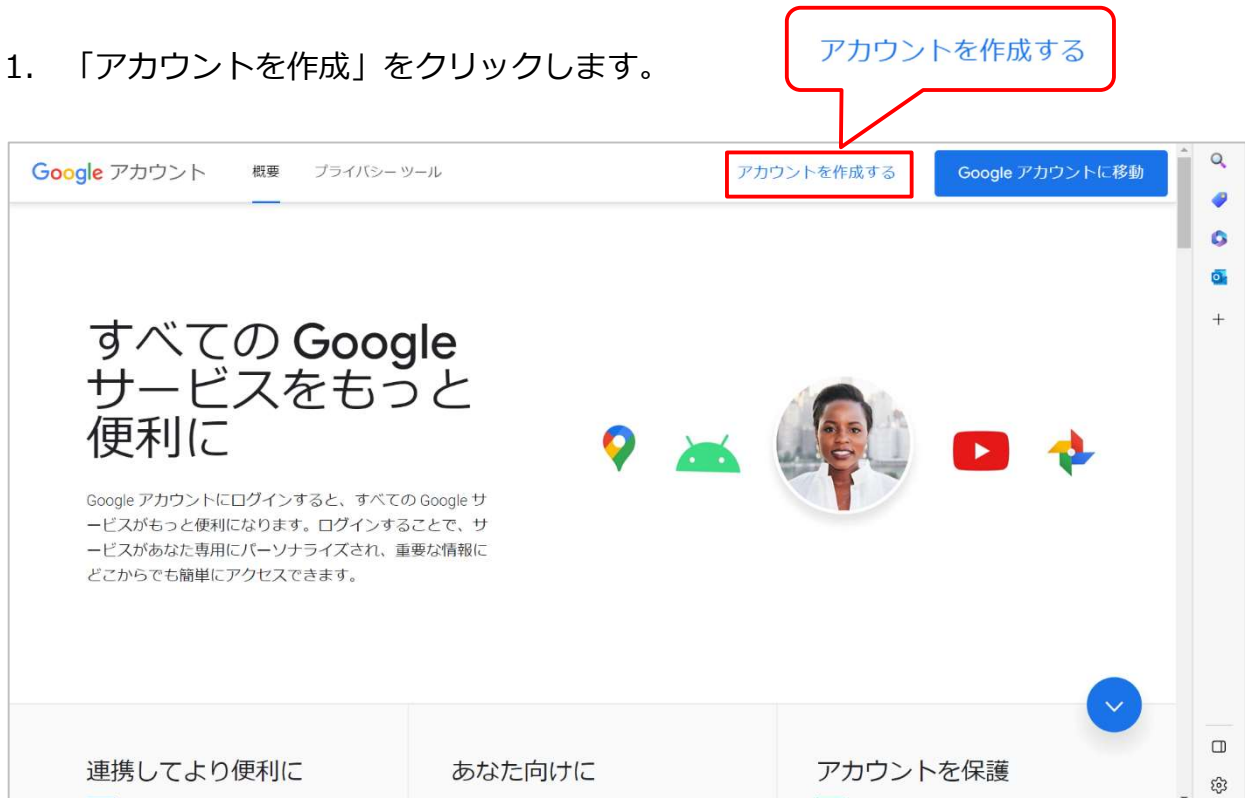 アカウントを作成する
1. 「アカウントを作成」をクリックします。
Google アカウント 概要 プライバシー ツール アカウントを作成する Google アカウントに移動
すべての Google
サービスをもっと
便利に
Google アカウントにログインすると、すべての Google サ
ービスがもっと便利になります。ログインすることで、サ
ービスがあなた専用にパーソナライズされ、重要な情報に
どこからでも簡単にアクセスできます。
連携してより便利に あなた向けに アカウントを保護